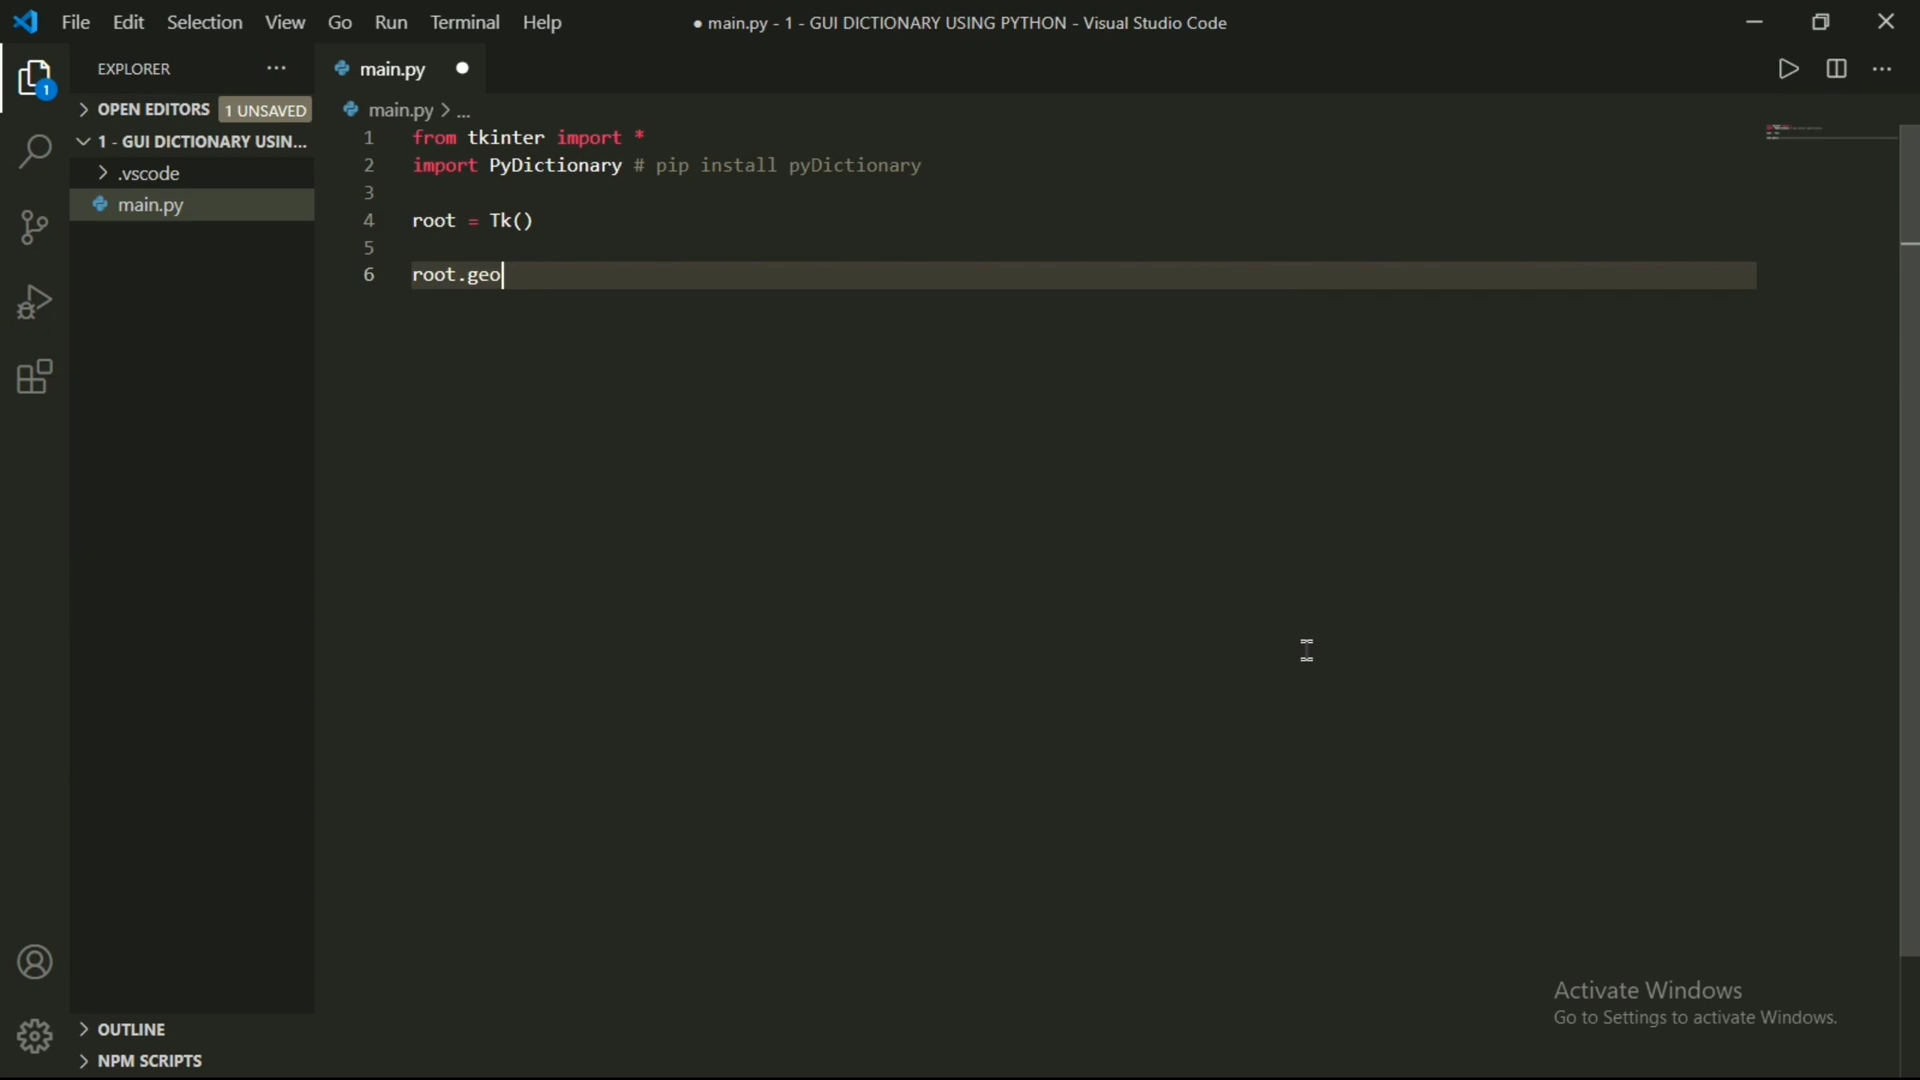 File Edit Selection View Go Run Terminal Help
● main.py - 1 - GUI DICTIONARY USING PYTHON - Visual Studio Code
EXPLORER
OPEN EDITORS 1 UNSAVED
1 - GUI DICTIONARY USIN...
.vscode
main.py
OUTLINE
NPM SCRIPTS
1
main.py
main.py > ...
1 from tkinter import *
2 import PyDictionary # pip install pyDictionary
3
4 root = Tk()
5
6 root.geo
Activate Windows
Go to Settings to activate Windows.